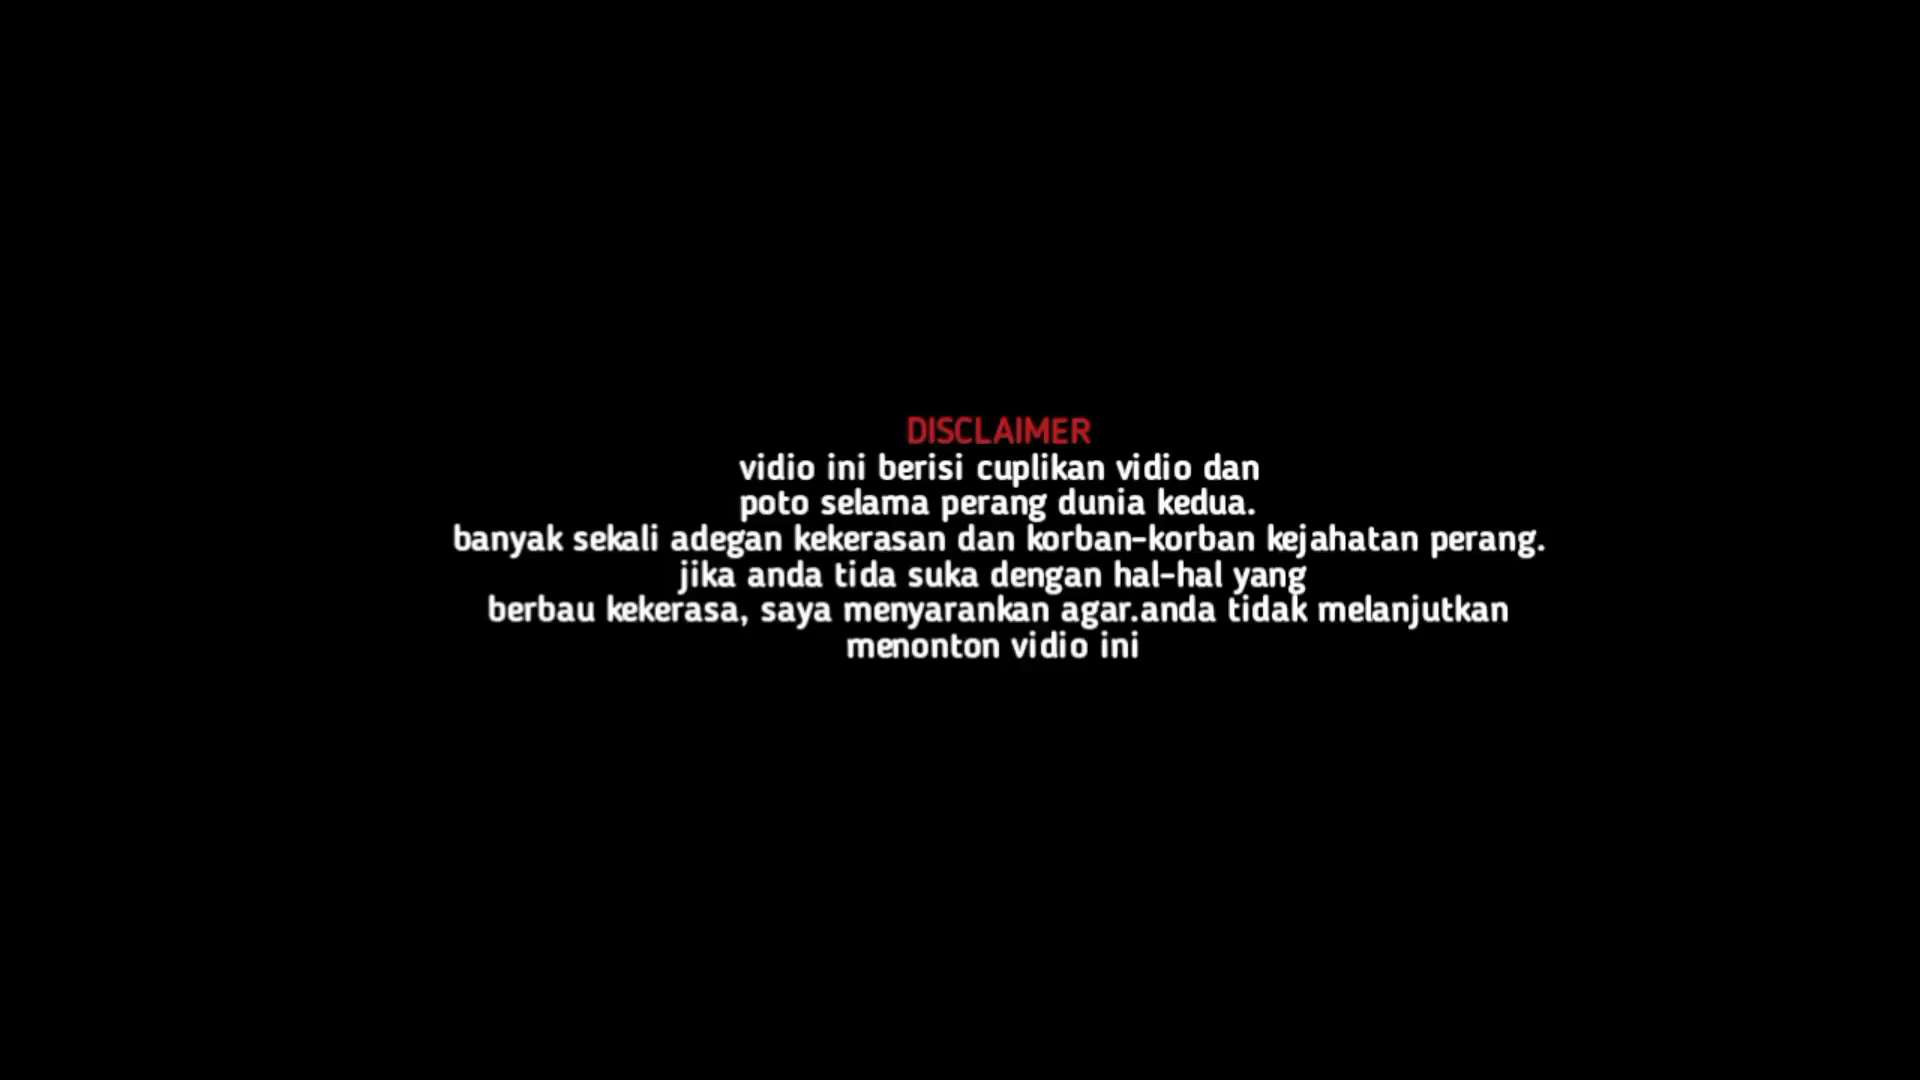 DISCLAIMER
vidio ini berisi cuplikan vidio dan
poto selama perang dunia kedua.
banyak sekali adegan kekerasan dan korban-korban kejahatan perang.
jika anda tida suka dengan hal-hal yang
berbau kekerasa, saya menyarankan agar.anda tidak melanjutkan
menonton vidio ini